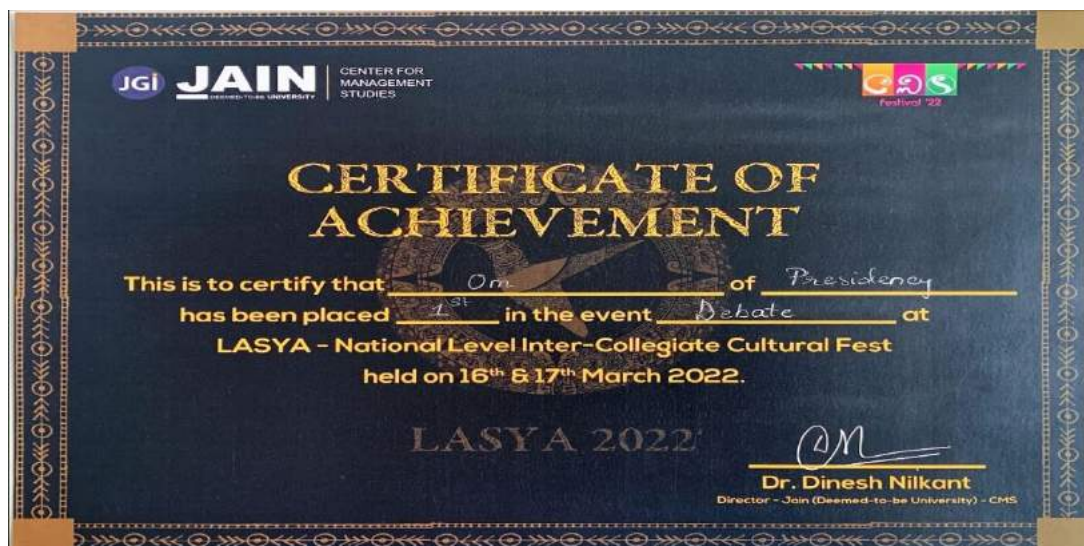 JGi JAIN
DEEMED-TO-BE UNIVERSITY
CENTER FOR
MANAGEMENT
STUDIES
Festival '22
CERTIFICATE OF
ACHIEVEMENT
This is to certify that Om of Presidency
has been placed 1st in the event Debate at
LASYA - National Level Inter-Collegiate Cultural Fest
held on 16th & 17th March 2022.
LASYA 2022
Dr. Dinesh Nilkant
Director - Jain (Deemed-to-be University) - CMS